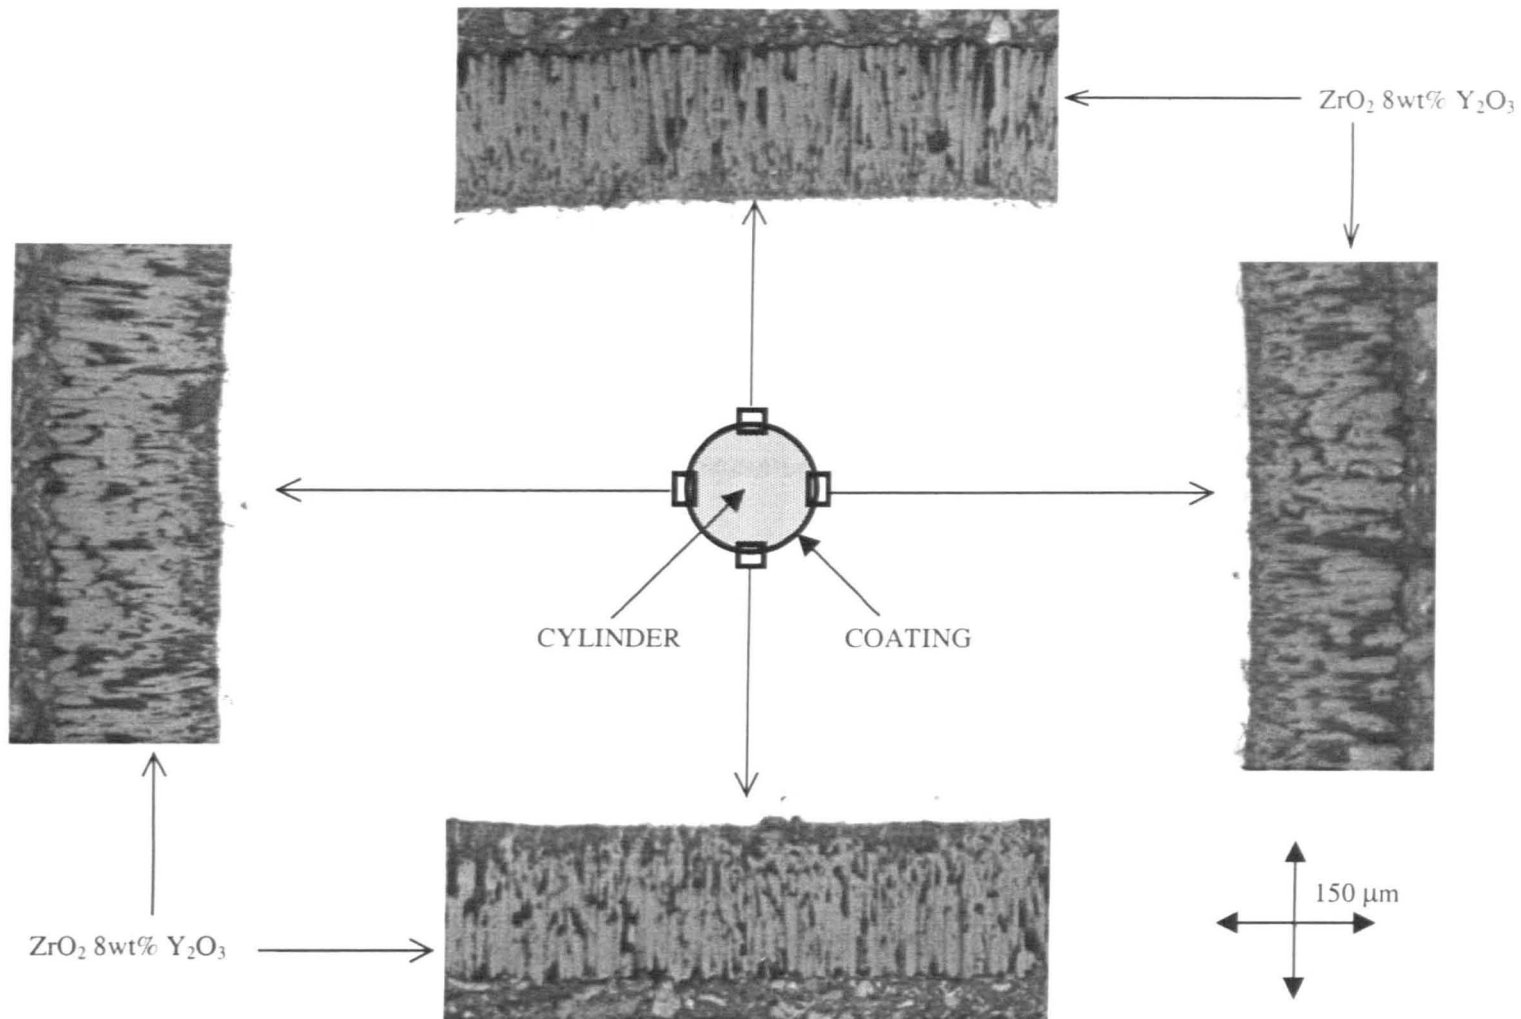 ZrO₂ 8wt% Y₂O₃
CYLINDER
COATING
150 μm
ZrO₂ 8wt% Y₂O₃